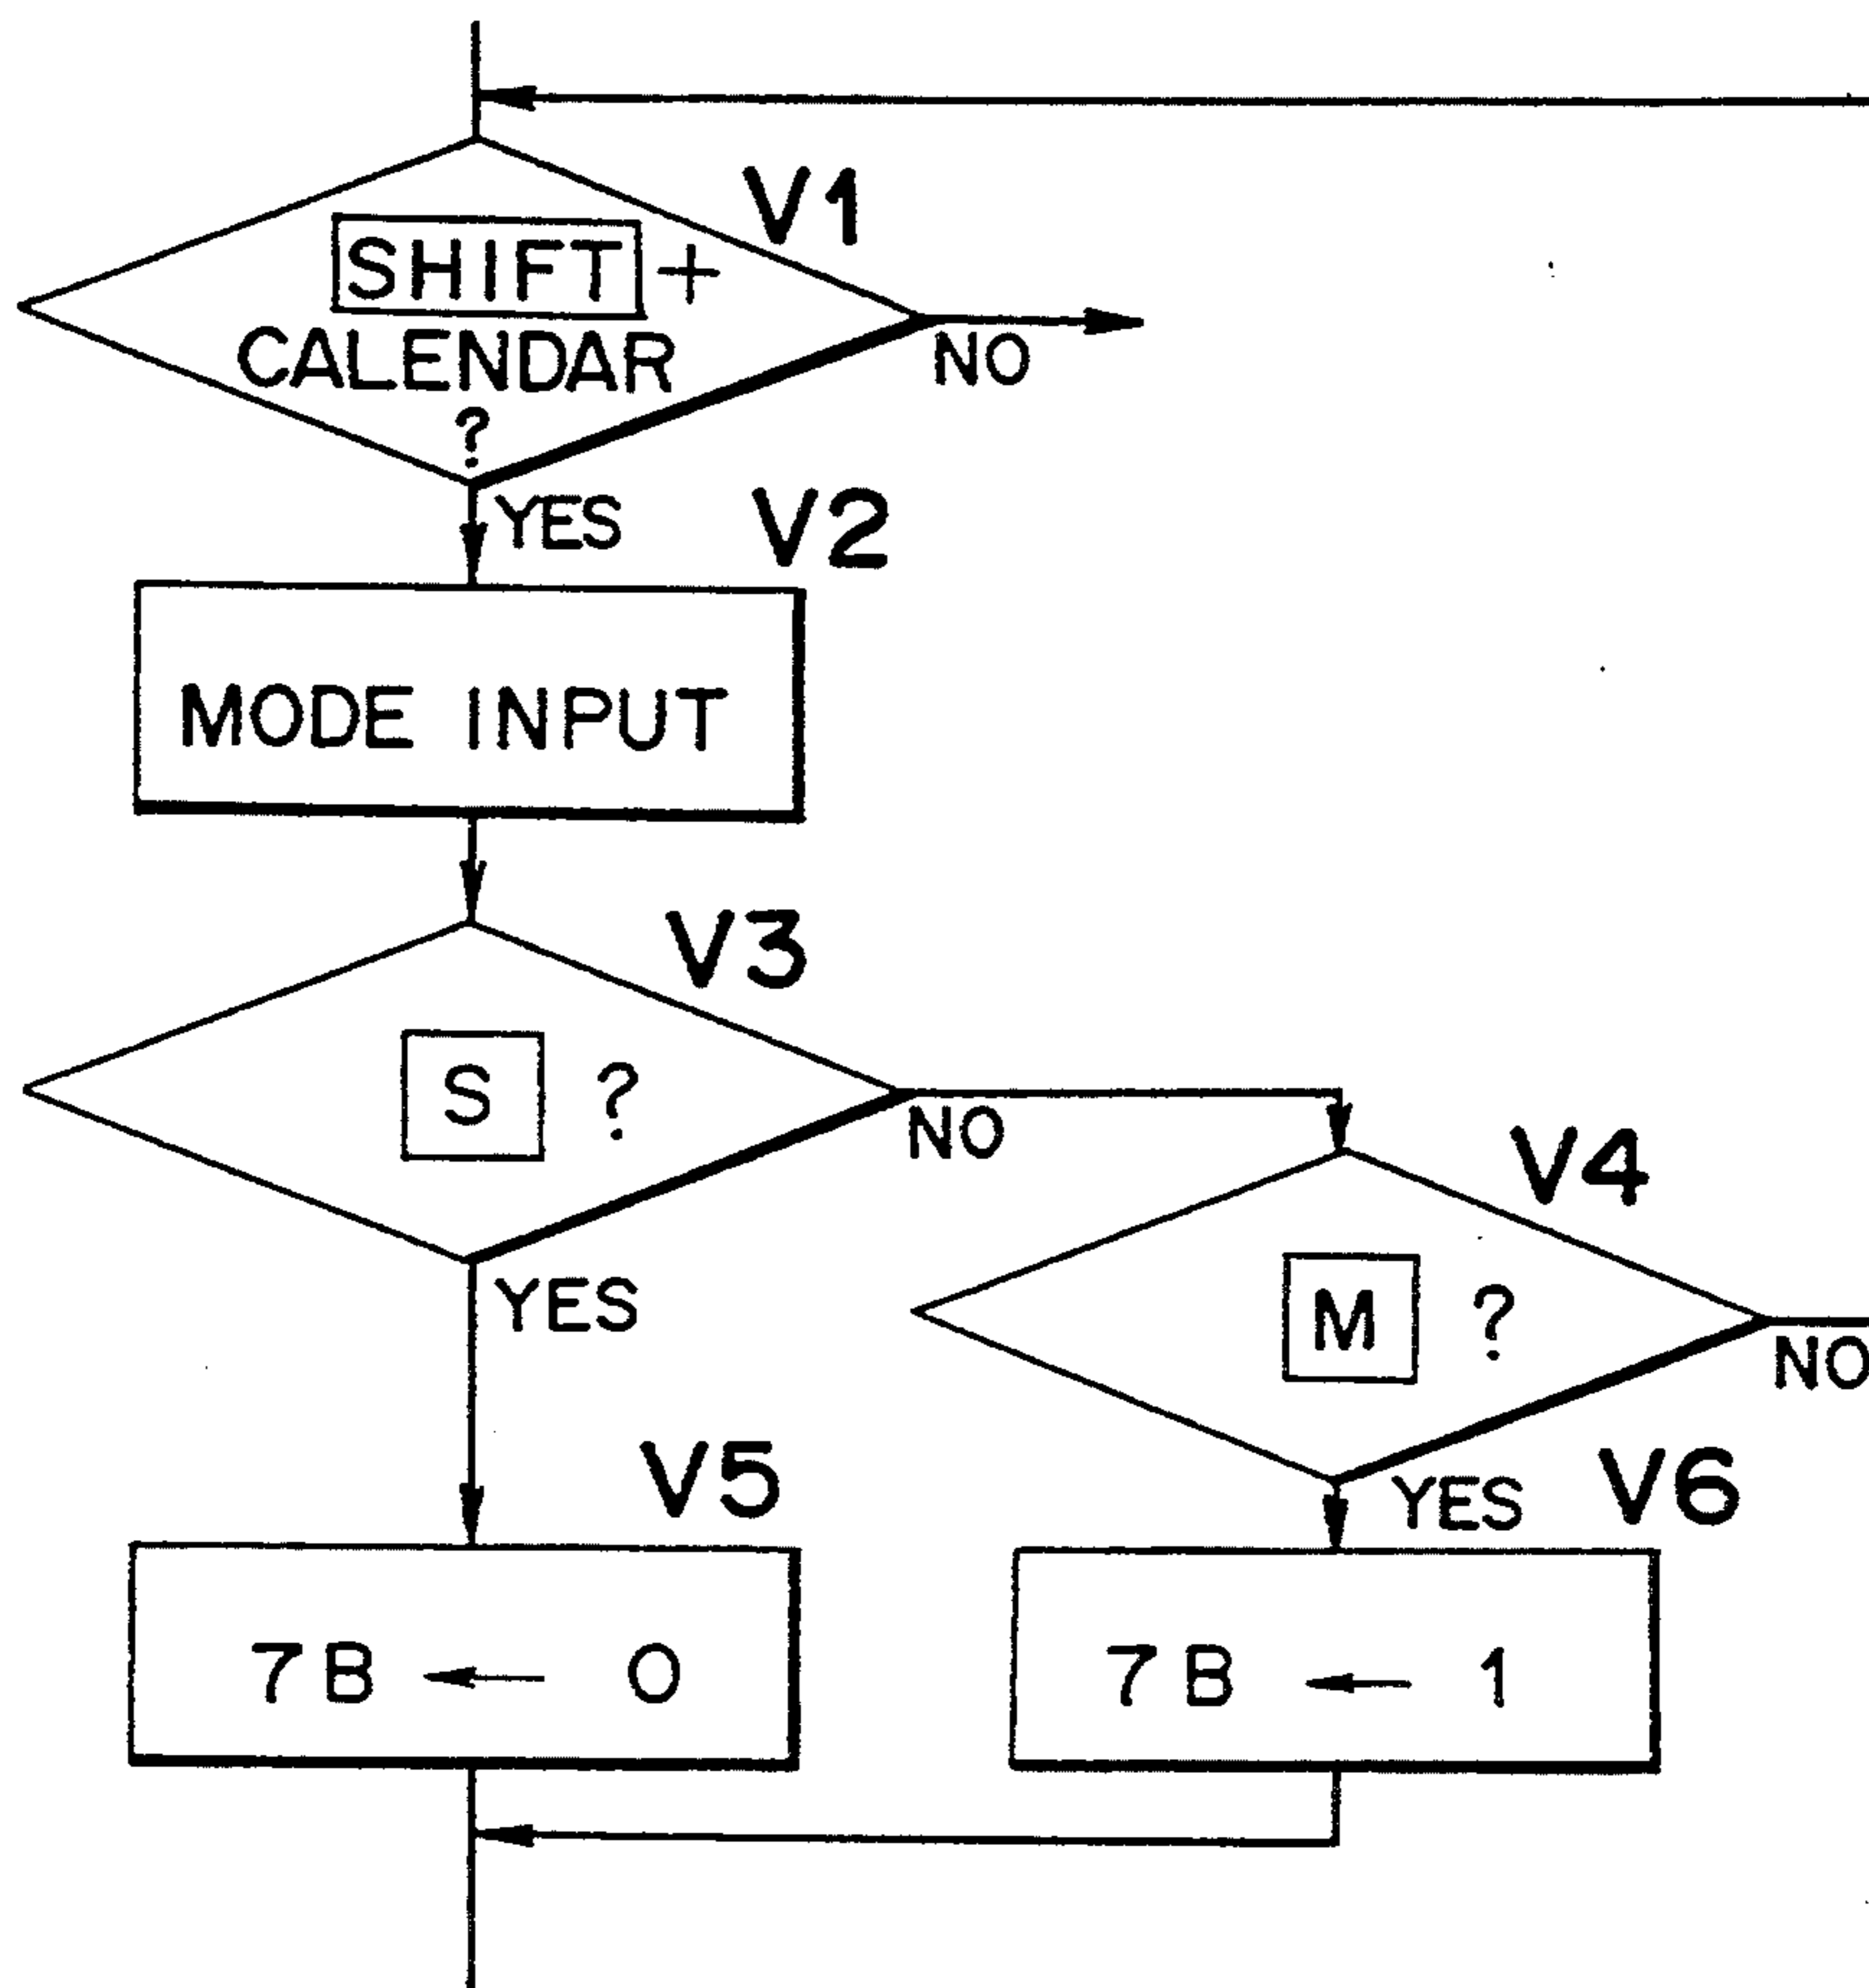 V1
SHIFT +
CALENDAR
?
NO
YES
V2
MODE INPUT
V3
S ?
NO
YES
V4
M ?
NO
YES
V5
7B ← 0
V6
7B ← 1